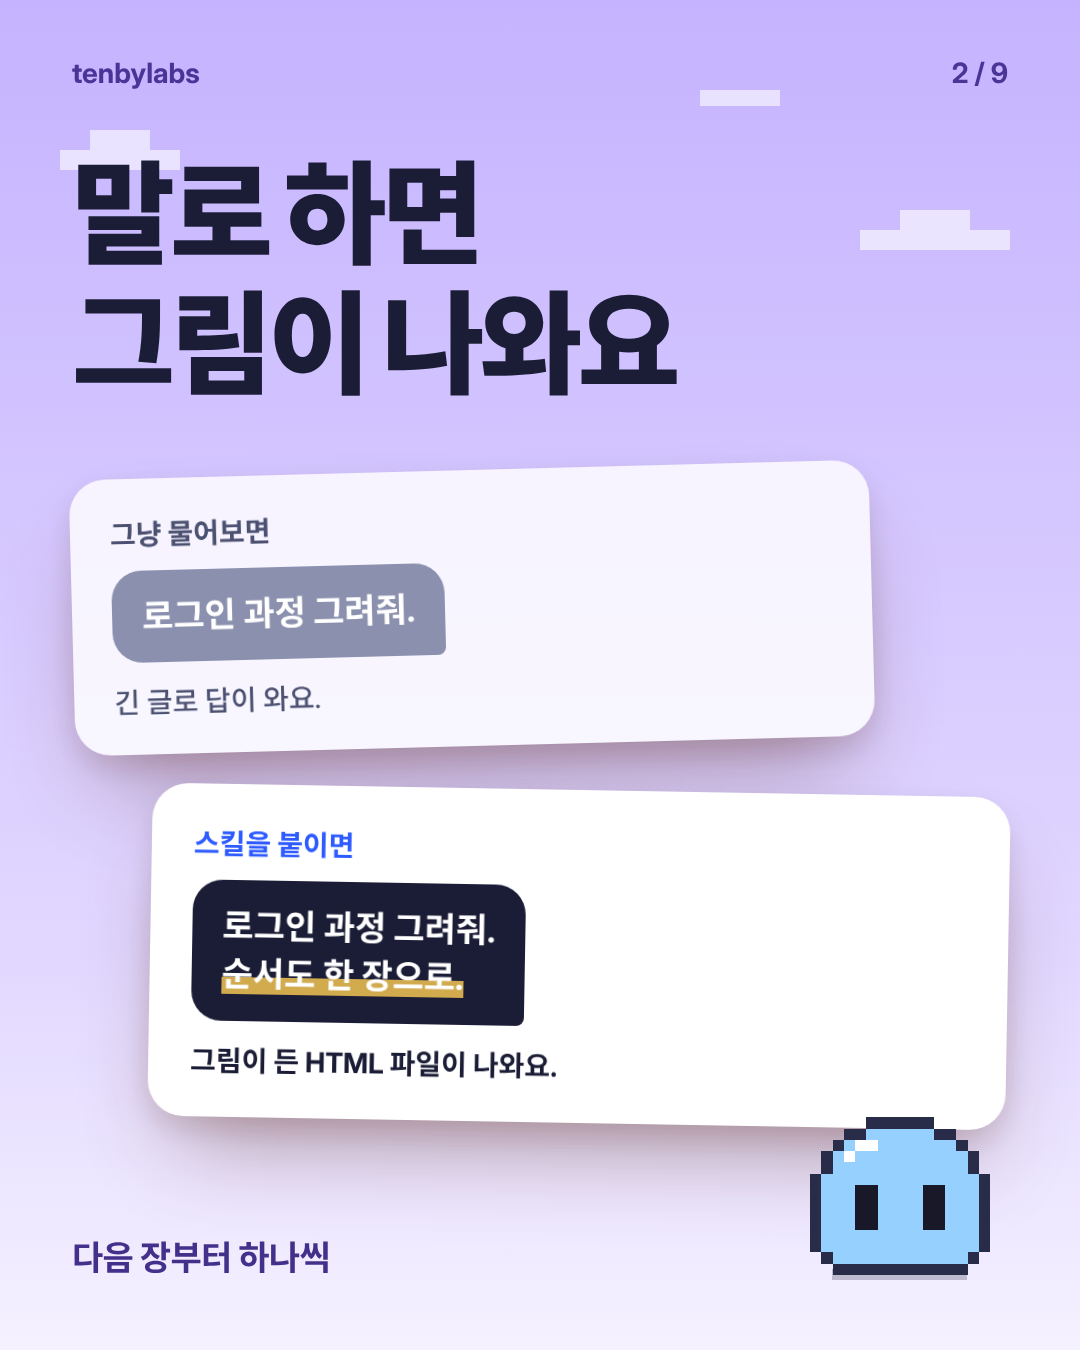 tenbylabs
2 / 9
말로 하면
그림이 나와요
그냥 물어보면
로그인 과정 그려줘.
긴 글로 답이 와요.
스킬을 붙이면
로그인 과정 그려줘.
순서도 한 장으로.
그림이 든 HTML 파일이 나와요.
다음 장부터 하나씩